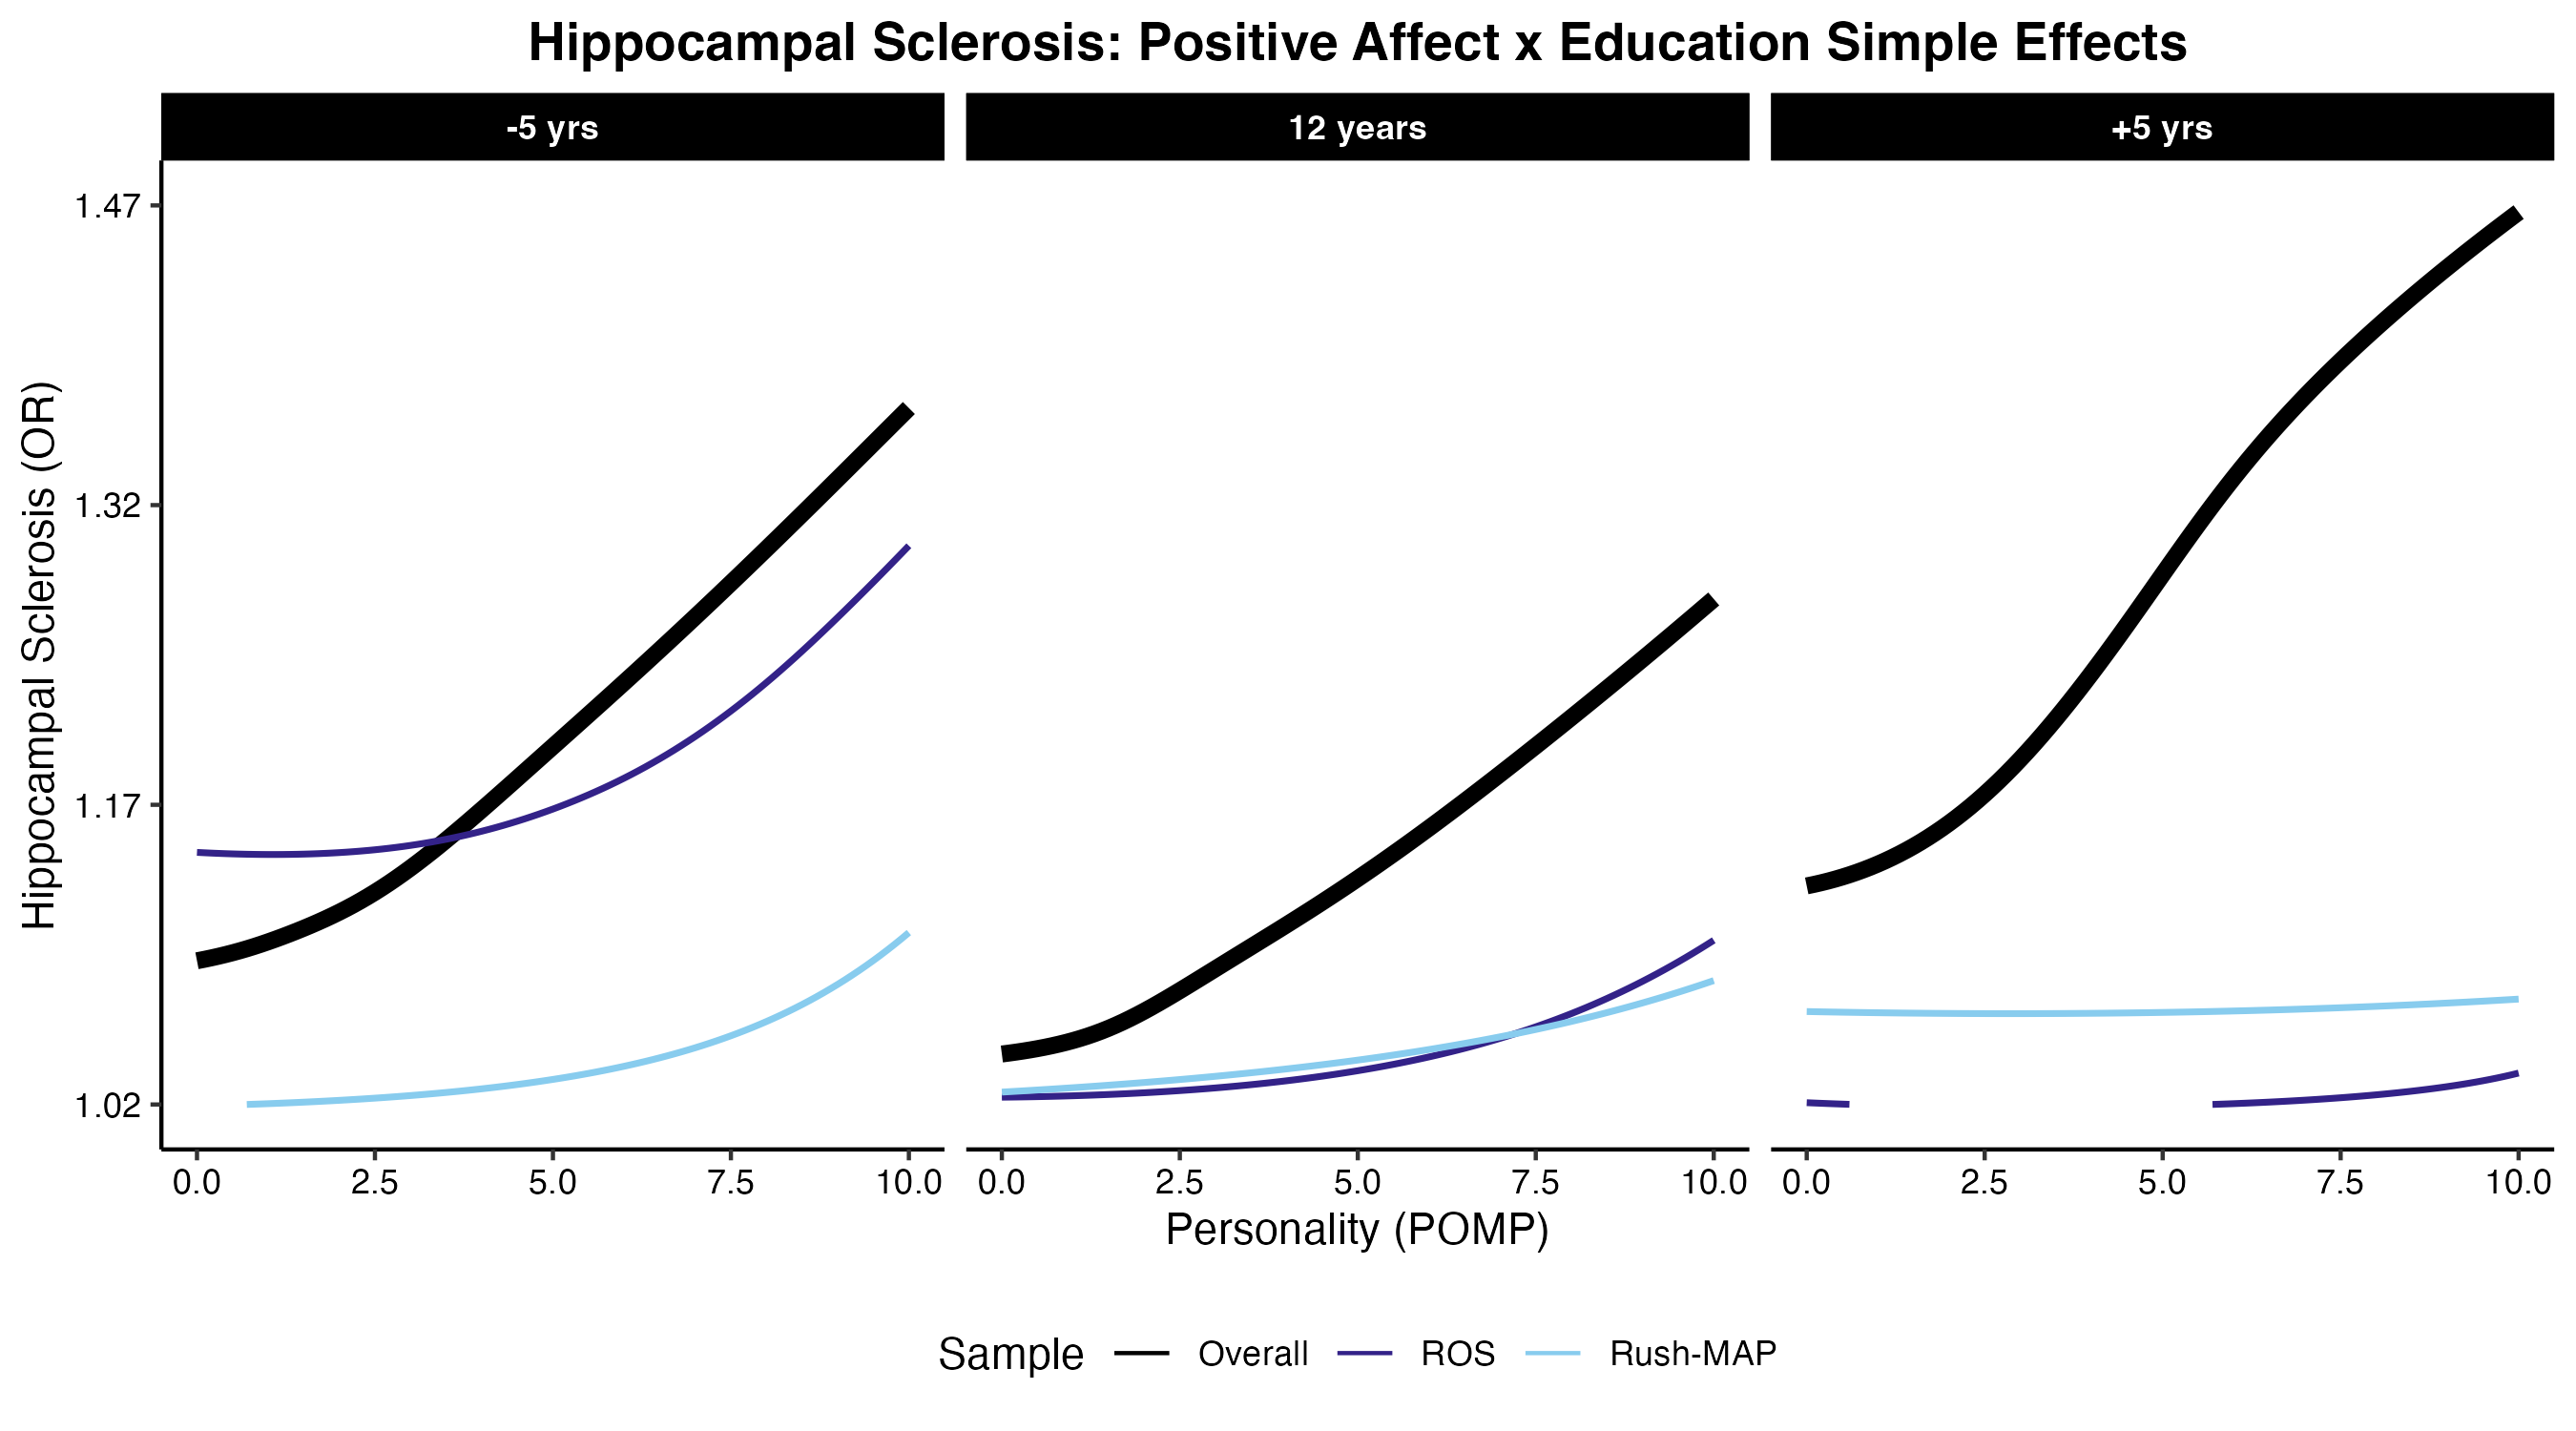 Hippocampal Sclerosis: Positive Affect x Education Simple Effects
-5 yrs
12 years
+5 yrs
Hippocampal Sclerosis (OR)
1.47
1.32
1.17
1.02
0.0 2.5 5.0 7.5 10.0
0.0 2.5 5.0 7.5 10.0
0.0 2.5 5.0 7.5 10.0
Personality (POMP)
Sample Overall ROS Rush-MAP